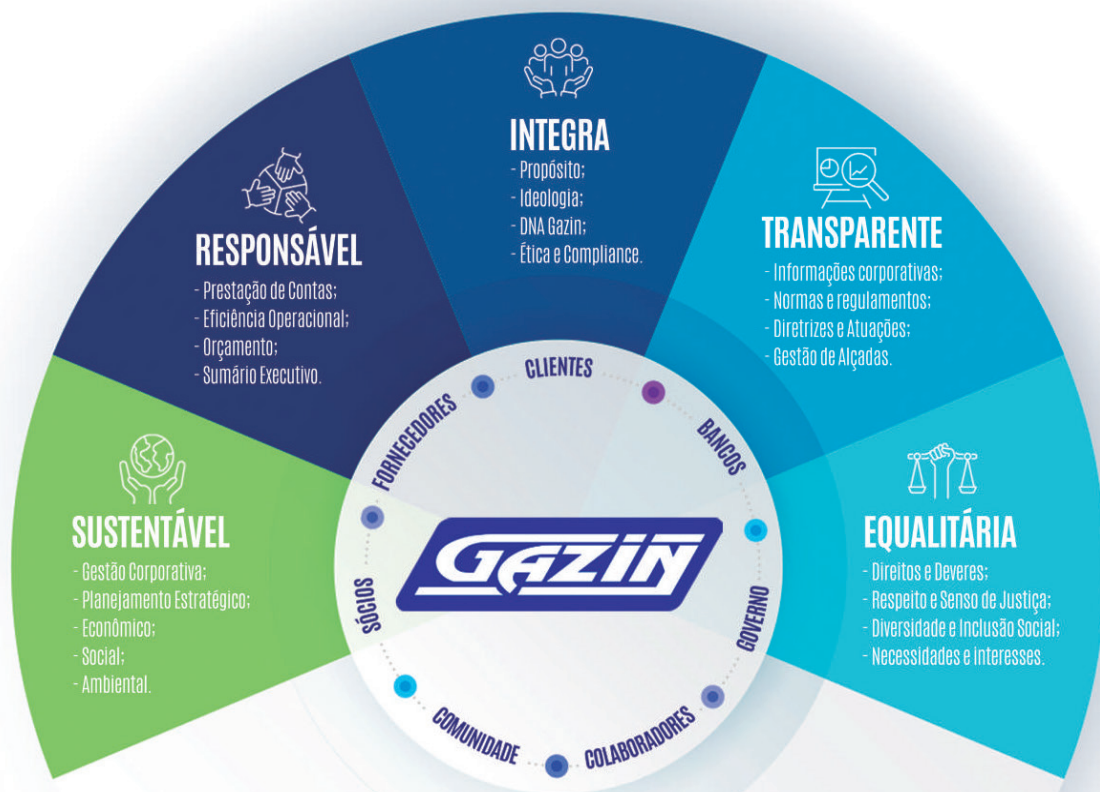 INTEGRA
- Propósito;
- Ideologia;
- DNA Gazin;
- Ética e Compliance.
RESPONSÁVEL
- Prestação de Contas;
- Eficiência Operacional;
- Orçamento;
- Sumário Executivo.
TRANSPARENTE
- Informações corporativas;
- Normas e regulamentos;
- Diretrizes e Atuações;
- Gestão de Alçadas.
SUSTENTÁVEL
- Gestão Corporativa;
- Planejamento Estratégico;
- Econômico;
- Social;
- Ambiental.
EQUALITÁRIA
- Direitos e Deveres;
- Respeito e Senso de Justiça;
- Diversidade e Inclusão Social;
- Necessidades e interesses.
CLIENTES
BANCOS
GOVERNO
COLABORADORES
COMUNIDADE
SÓCIOS
FORNECEDORES
GAZIN